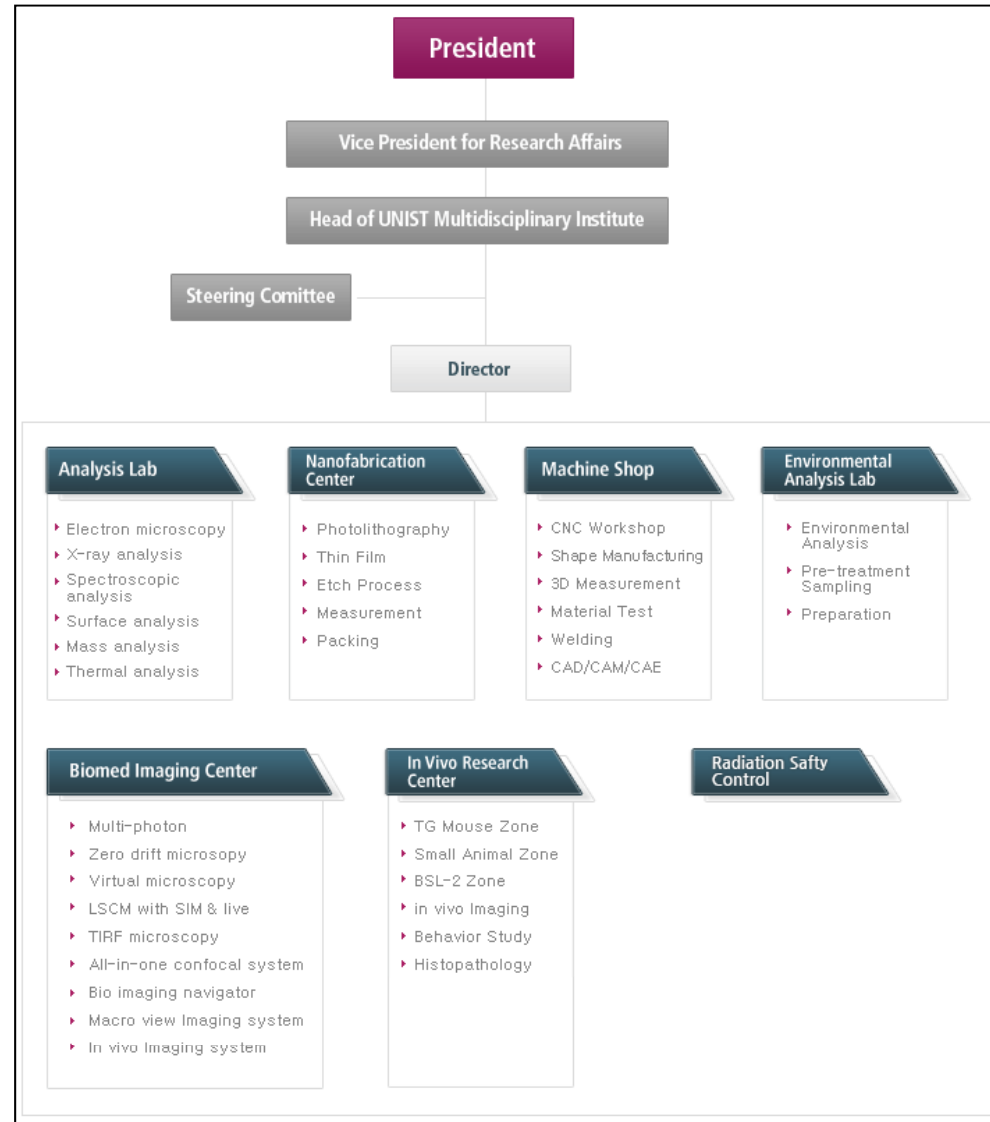 President
Vice President for Research Affairs
Head of UNIST Multidisciplinary Institute
Steering Comittee
Director
Analysis Lab
Electron microscopy
X-ray analysis
Spectroscopic
analysis
Surface analysis
Mass analysis
Thermal analysis
Nanofabrication
Center
Photolithography
Thin Film
Etch Process
Measurement
Packing
Machine Shop
CNC Workshop
Shape Manufacturing
3D Measurement
Material Test
Welding
CAD/CAM/CAE
Environmental
Analysis Lab
Environmental
Analysis
Pre-treatment
Sampling
Preparation
Biomed Imaging Center
Multi-photon
Zero drift microsopy
Virtual microscopy
LSCM with SIM & live
TIRF microscopy
All-in-one confocal system
Bio imaging navigator
Macro view Imaging system
In vivo Imaging system
In Vivo Research
Center
TG Mouse Zone
Small Animal Zone
BSL-2 Zone
in vivo Imaging
Behavior Study
Histopathology
Radiation Safty
Control